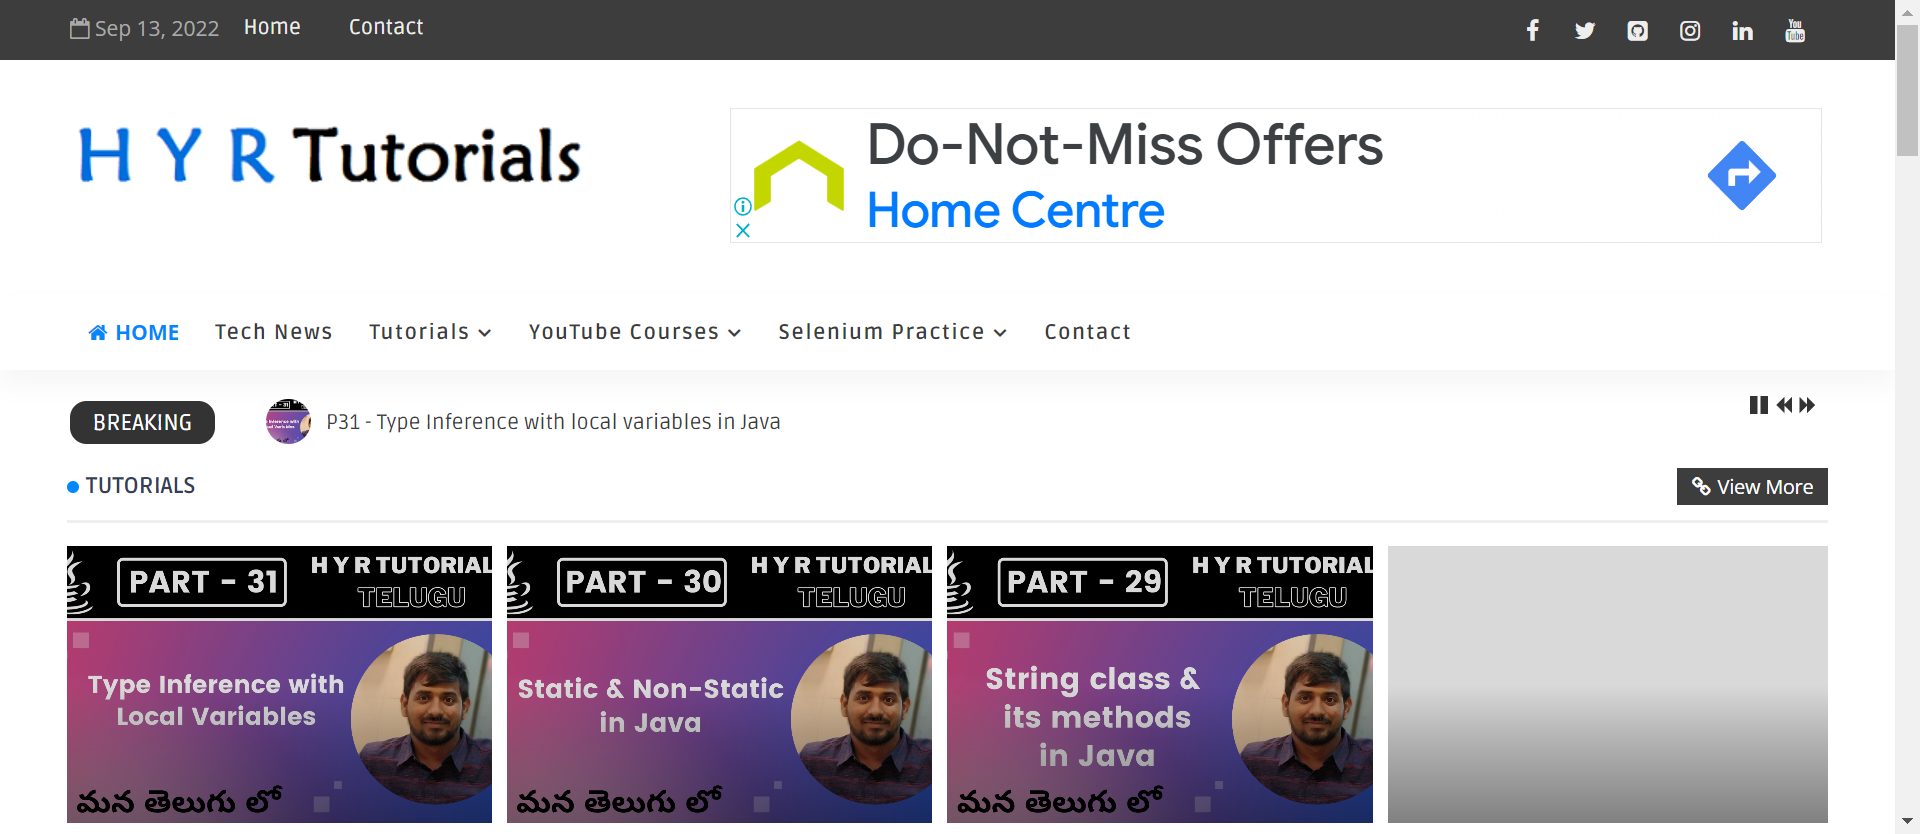 Sep 13, 2022 Home Contact
You
Tube
H Y R Tutorials
Do-Not-Miss Offers
Home Centre
HOME Tech News Tutorials YouTube Courses Selenium Practice Contact
BREAKING P31 - Type Inference with local variables in Java
TUTORIALS View More
PART - 31
H Y R TUTORIAL
TELUGU
Type Inference with
Local Variables
మన తెలుగు లో
PART - 30
H Y R TUTORIAL
TELUGU
Static & Non-Static
in Java
మన తెలుగు లో
PART - 29
H Y R TUTORIAL
TELUGU
String class &
its methods
in Java
మన తెలుగు లో